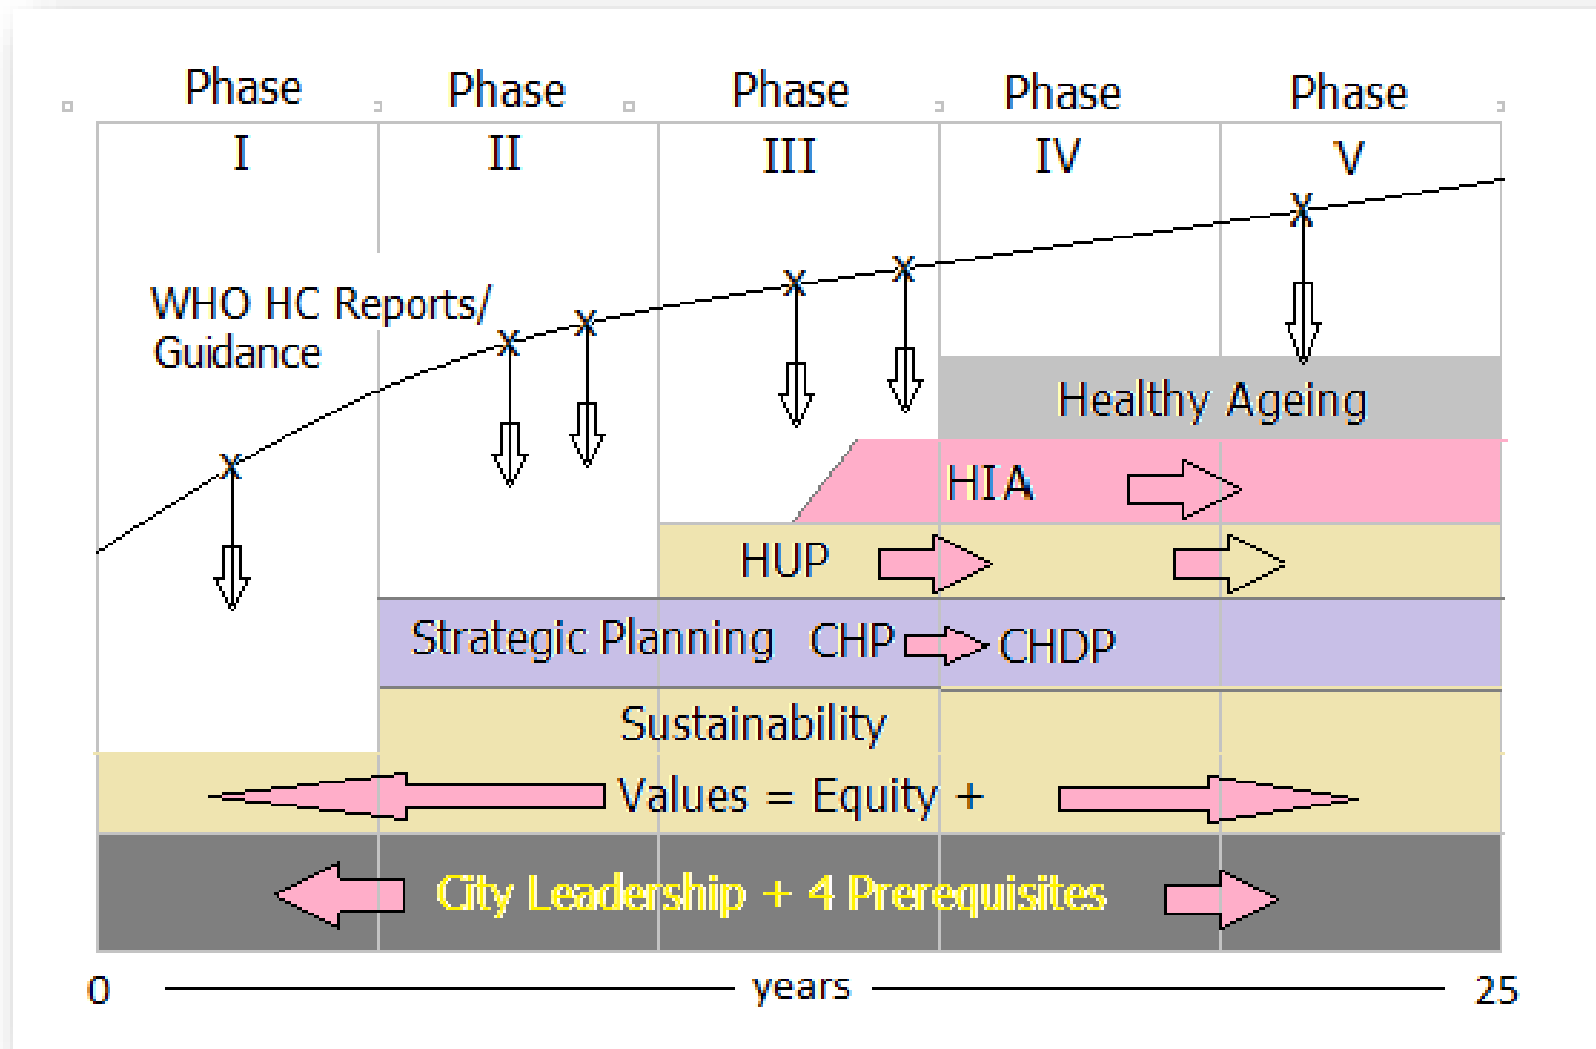 Phase Phase Phase Phase Phase
I II III IV V
WHO HC Reports/
Guidance
Healthy Ageing
HIA
HUP
Strategic Planning CHP CHDP
Sustainability
Values = Equity +
City Leadership + 4 Prerequisites
0 years 25